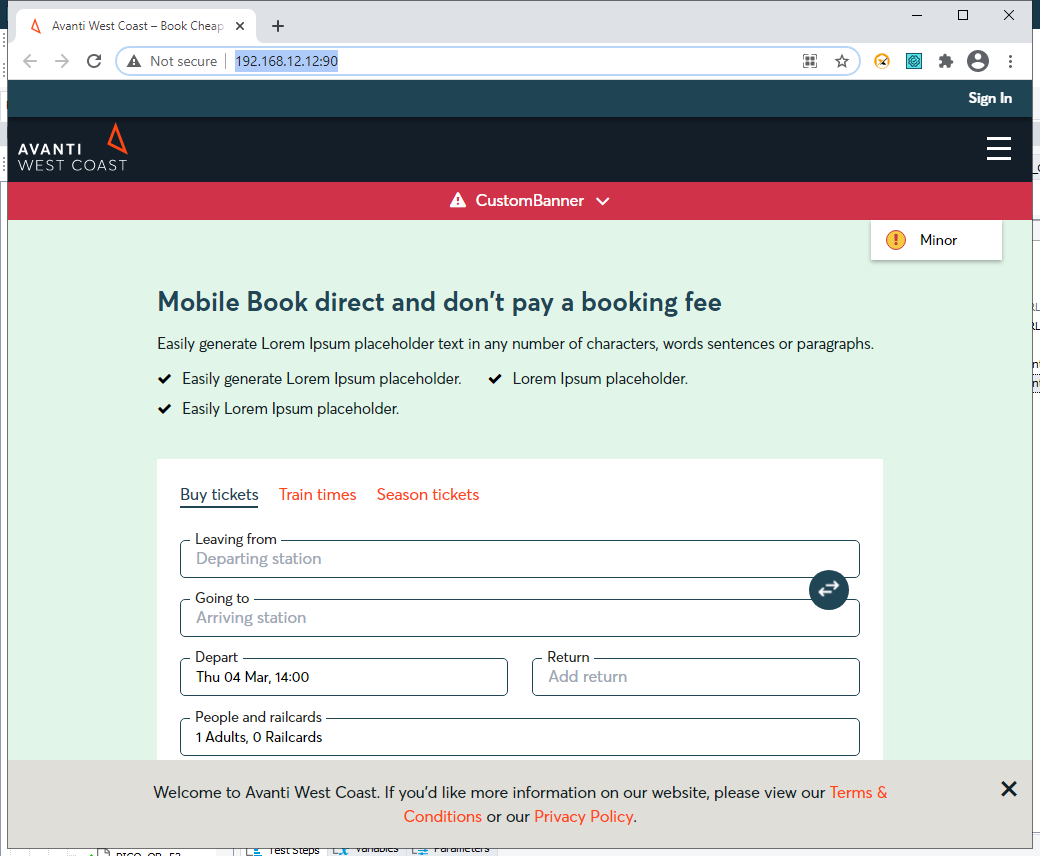 Avanti West Coast – Book Cheap
Not secure
192.168.12.12:90
Sign In
AVANTI
WEST COAST
CustomBanner
Minor
Mobile Book direct and don't pay a booking fee
Easily generate Lorem Ipsum placeholder text in any number of characters, words sentences or paragraphs.
Easily generate Lorem Ipsum placeholder. Lorem Ipsum placeholder.
Easily Lorem Ipsum placeholder.
Buy tickets Train times Season tickets
Leaving from
Departing station
Going to
Arriving station
Depart Return
Thu 04 Mar, 14:00 Add return
People and railcards
1 Adults, 0 Railcards
Welcome to Avanti West Coast. If you'd like more information on our website, please view our Terms &
Conditions or our Privacy Policy.
Test Steps Variables Parameters